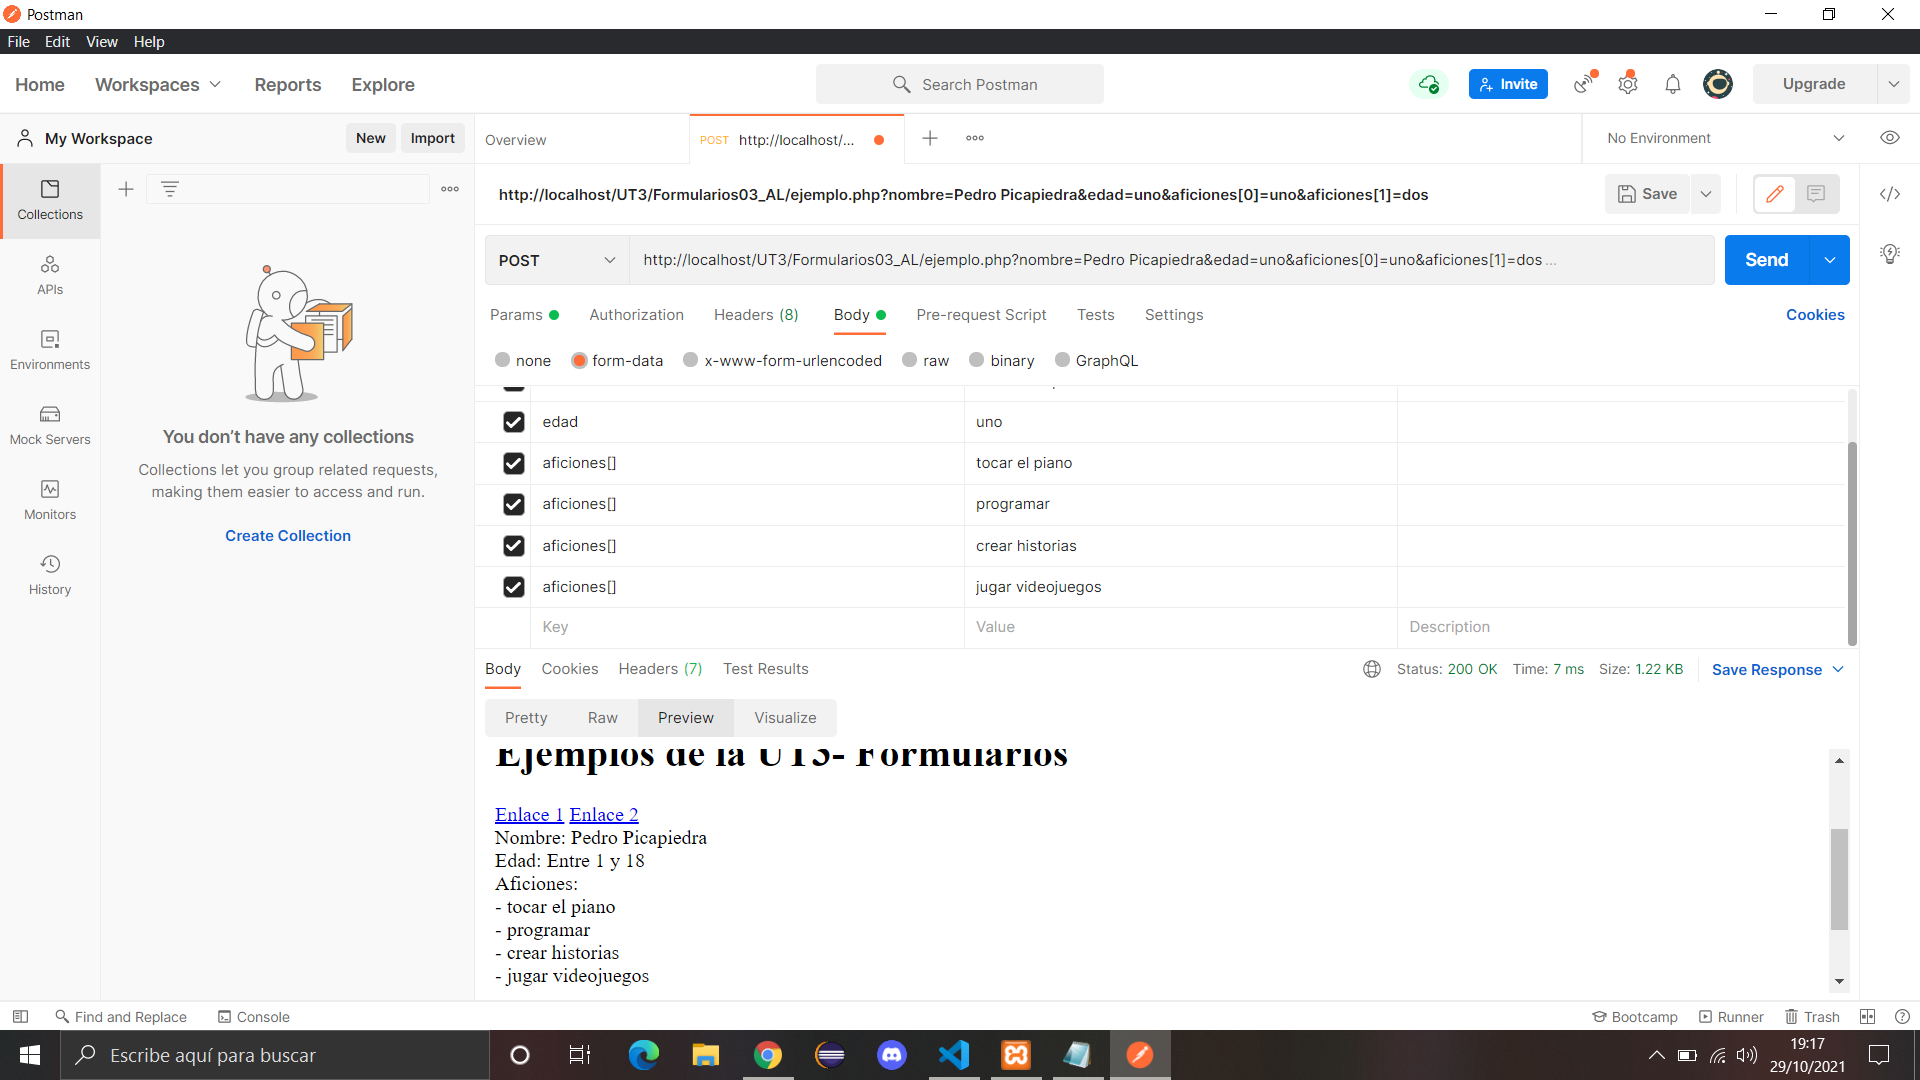 Postman
File Edit View Help
Home Workspaces Reports Explore
Search Postman
Invite
Upgrade
My Workspace
New Import
Overview
POST http://localhost/...
No Environment
Collections
APIs
Environments
Mock Servers
Monitors
History
You don't have any collections
Collections let you group related requests,
making them easier to access and run.
Create Collection
http://localhost/UT3/Formularios03_AL/ejemplo.php?nombre=Pedro Picapiedra&edad=uno&aficiones[0]=uno&aficiones[1]=dos
Save
POST http://localhost/UT3/Formularios03_AL/ejemplo.php?nombre=Pedro Picapiedra&edad=uno&aficiones[0]=uno&aficiones[1]=dos ...
Send
Params Authorization Headers (8) Body Pre-request Script Tests Settings Cookies
none form-data x-www-form-urlencoded raw binary GraphQL
edad uno
aficiones[] tocar el piano
aficiones[] programar
aficiones[] crear historias
aficiones[] jugar videojuegos
Key Value Description
Body Cookies Headers (7) Test Results Status: 200 OK Time: 7 ms Size: 1.22 KB Save Response
Pretty Raw Preview Visualize
Ejemplos de la UT3- Formularios
Enlace 1 Enlace 2
Nombre: Pedro Picapiedra
Edad: Entre 1 y 18
Aficiones:
- tocar el piano
- programar
- crear historias
- jugar videojuegos
Find and Replace Console Bootcamp Runner Trash
Escribe aquí para buscar
19:17
29/10/2021